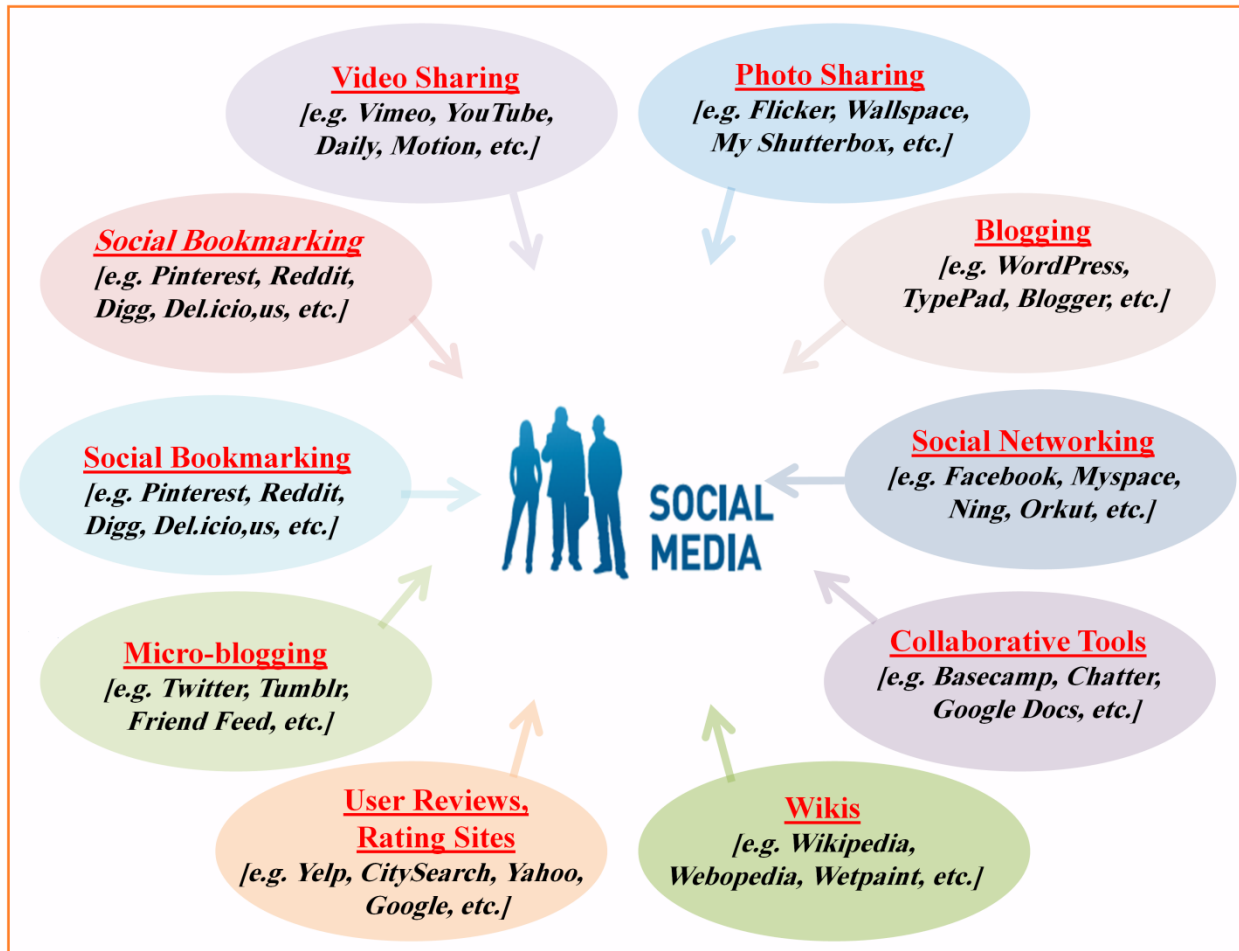 Video Sharing
[e.g. Vimeo, YouTube,
Daily, Motion, etc.]
Photo Sharing
[e.g. Flicker, Wallspace,
My Shutterbox, etc.]
Social Bookmarking
[e.g. Pinterest, Reddit,
Digg, Del.icio,us, etc.]
Blogging
[e.g. WordPress,
TypePad, Blogger, etc.]
Social Bookmarking
[e.g. Pinterest, Reddit,
Digg, Del.icio,us, etc.]
SOCIAL
MEDIA
Social Networking
[e.g. Facebook, Myspace,
Ning, Orkut, etc.]
Micro-blogging
[e.g. Twitter, Tumblr,
Friend Feed, etc.]
Collaborative Tools
[e.g. Basecamp, Chatter,
Google Docs, etc.]
User Reviews,
Rating Sites
[e.g. Yelp, CitySearch, Yahoo,
Google, etc.]
Wikis
[e.g. Wikipedia,
Webopedia, Wetpaint, etc.]